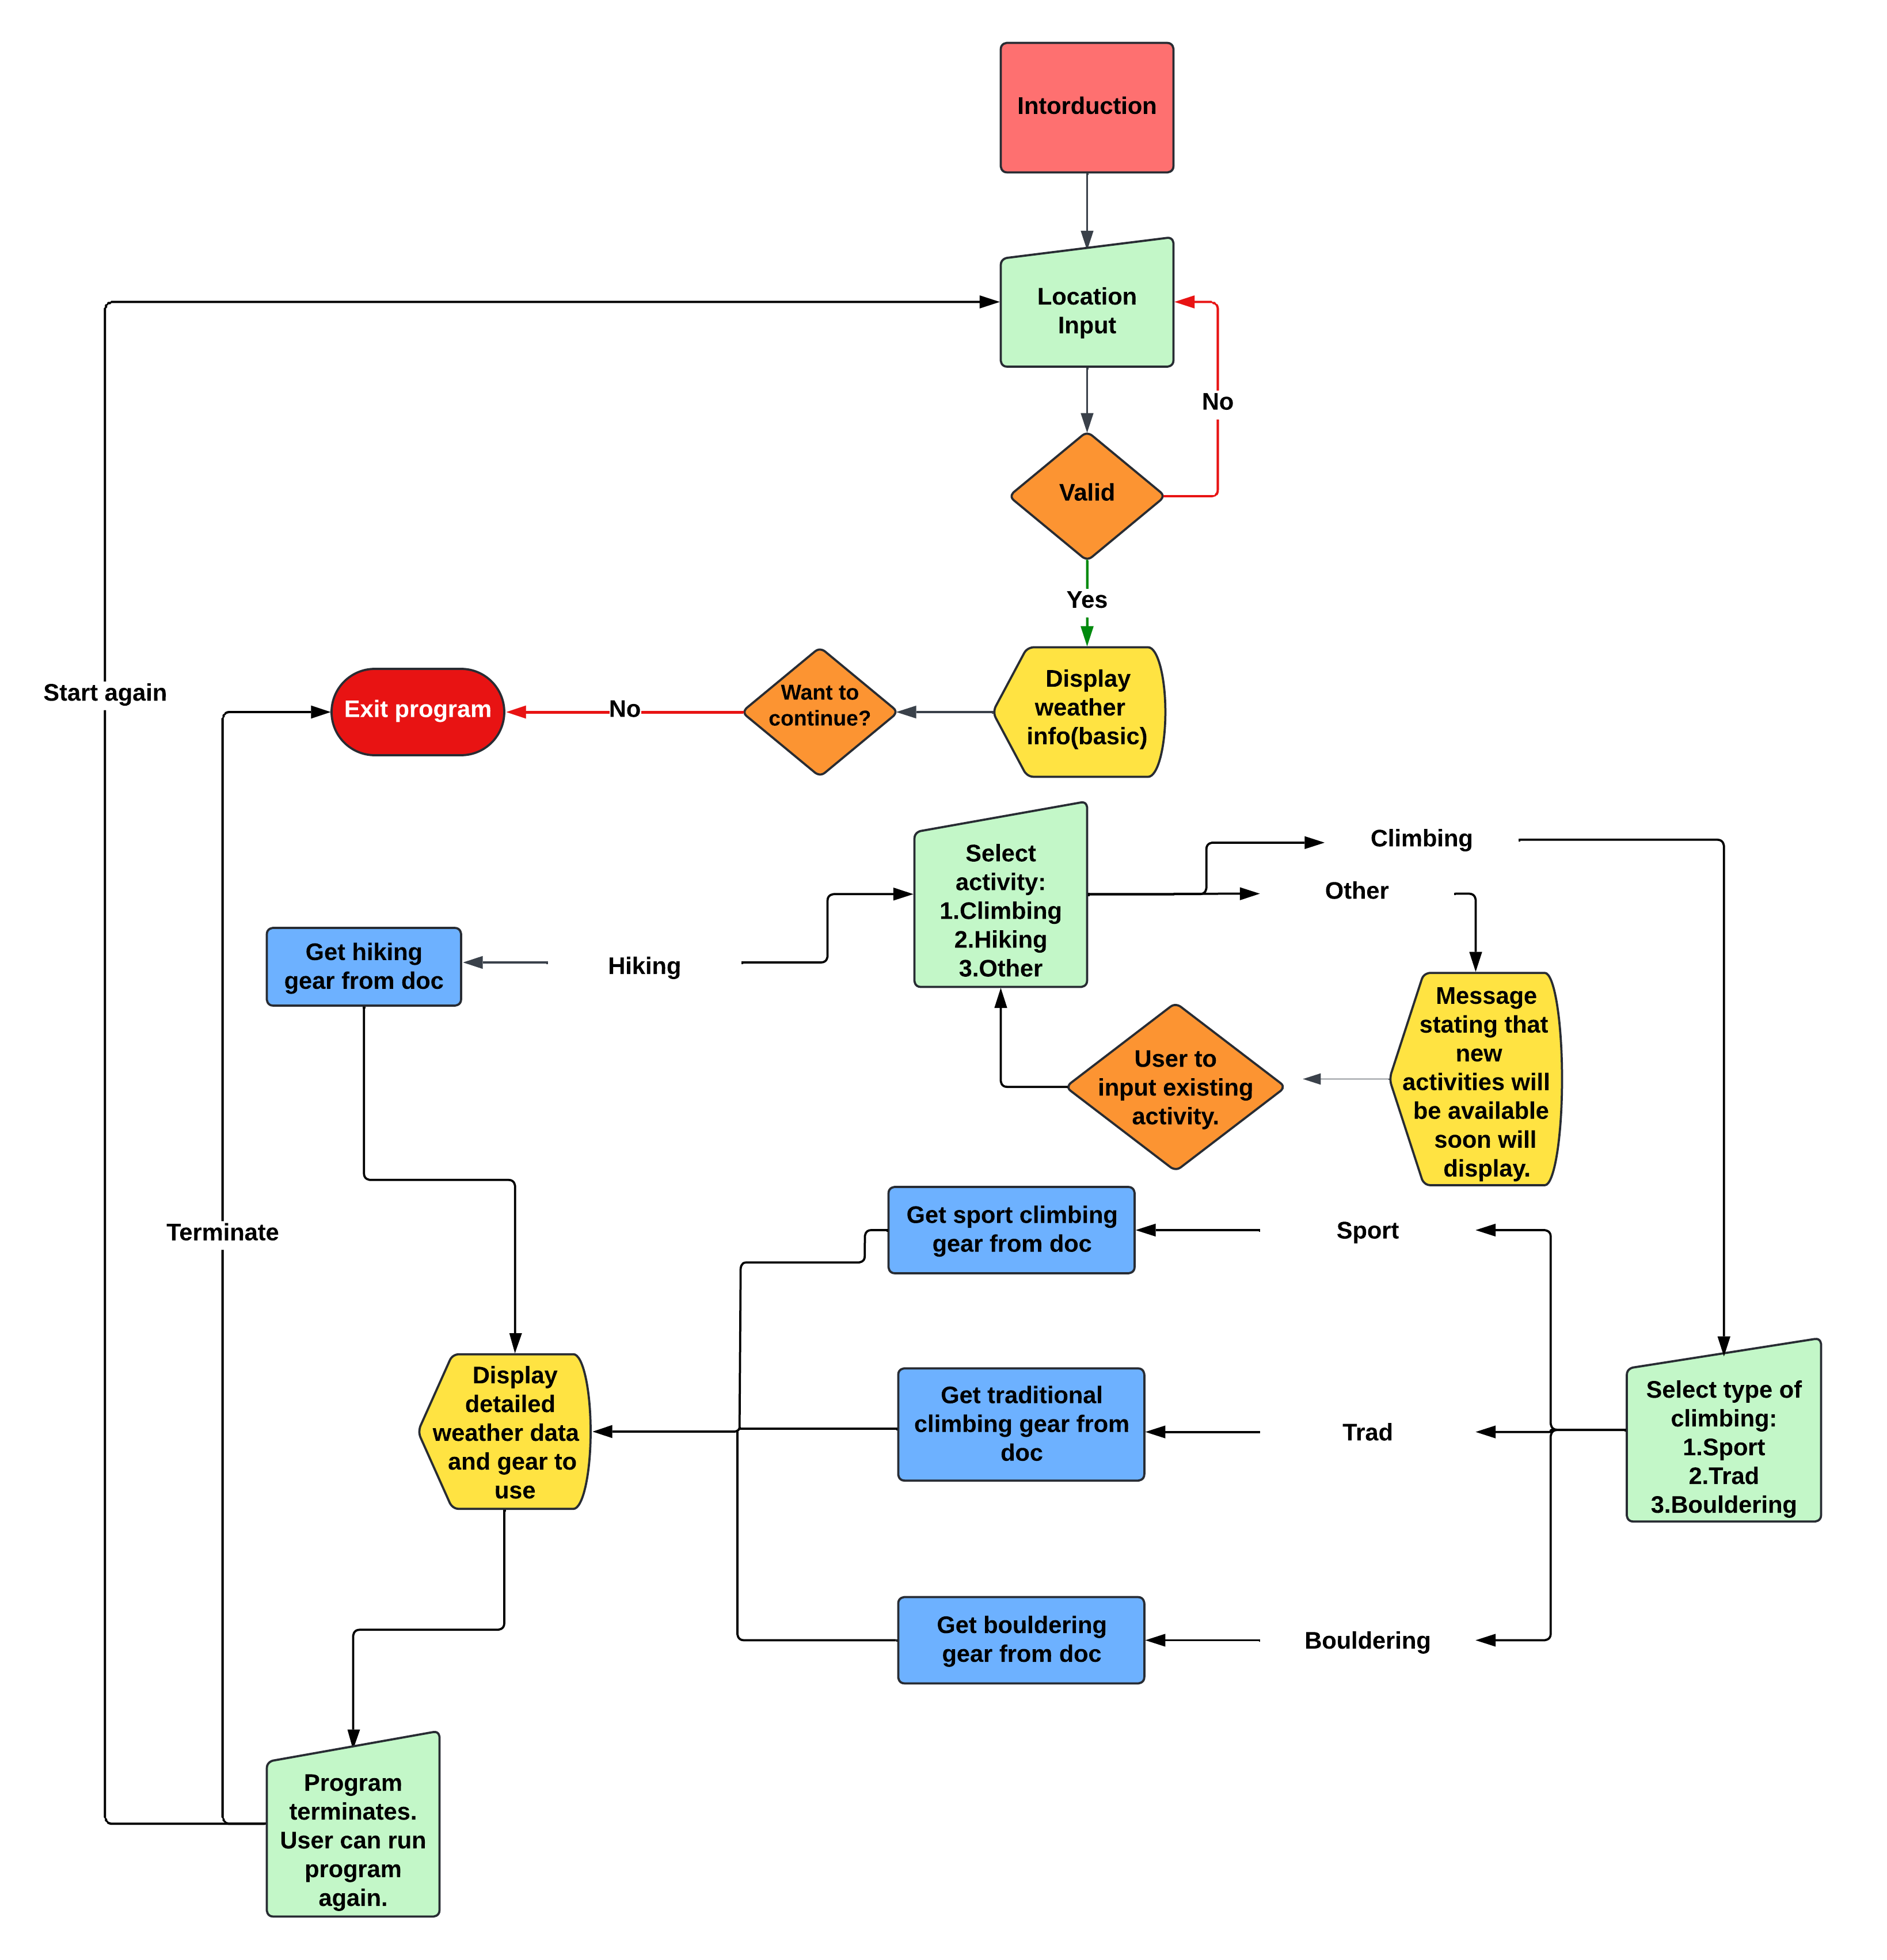 Intorduction
Location
Input
No
Valid
Yes
Start again
Exit program
No
Want to
continue?
Display
weather
info(basic)
Climbing
Other
Select
activity:
1.Climbing
2.Hiking
3.Other
Get hiking
gear from doc
Hiking
Message
stating that
new
activities will
be available
soon will
display.
User to
input existing
activity.
Terminate
Get sport climbing
gear from doc
Sport
Display
detailed
weather data
and gear to
use
Get traditional
climbing gear from
doc
Trad
Select type of
climbing:
1.Sport
2.Trad
3.Bouldering
Get bouldering
gear from doc
Bouldering
Program
terminates.
User can run
program
again.